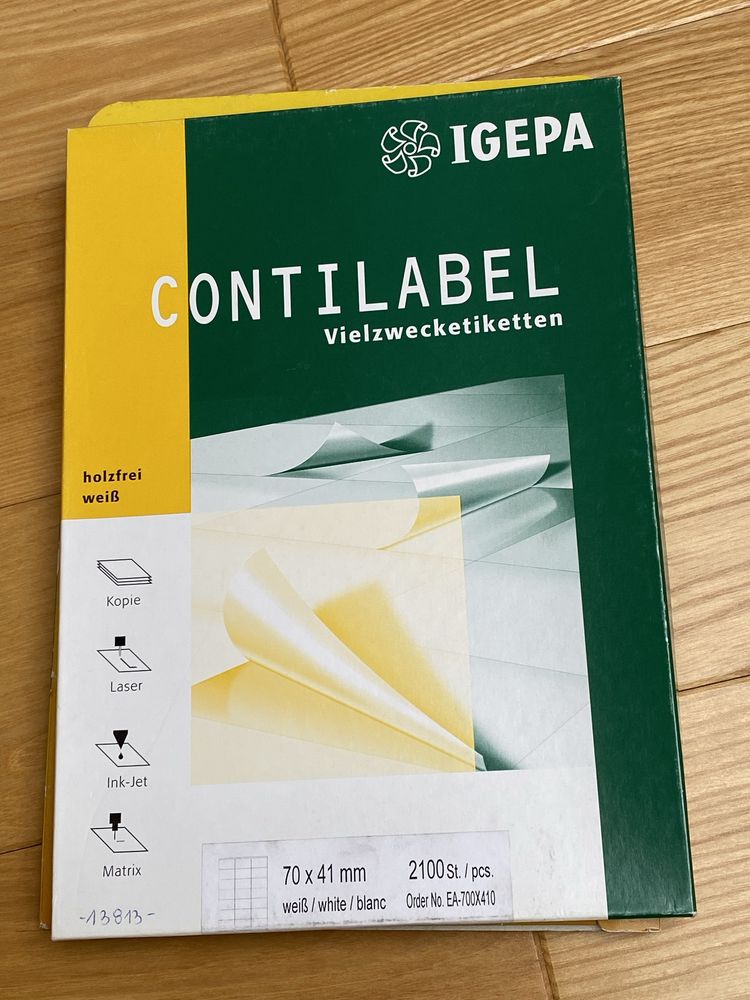 IGEPA
CONTILABEL
Vielzwecketiketten
holzfrei
weiß
Kopie
Laser
Ink-Jet
Matrix
70 x 41 mm 2100 St. / pcs.
weiß / white / blanc Order No. EA-700X410
-13813-